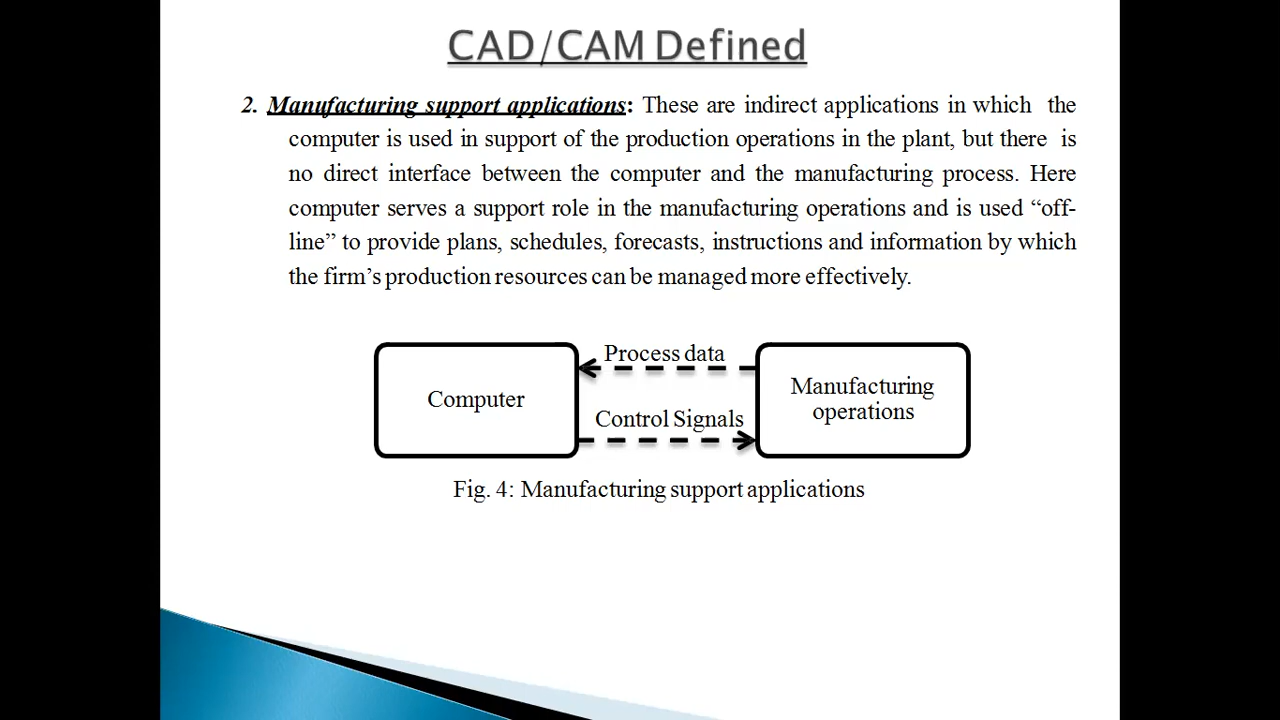 CAD/CAM Defined
2. Manufacturing support applications: These are indirect applications in which the
computer is used in support of the production operations in the plant, but there is
no direct interface between the computer and the manufacturing process. Here
computer serves a support role in the manufacturing operations and is used “off-
line” to provide plans, schedules, forecasts, instructions and information by which
the firm’s production resources can be managed more effectively.
Process data
Computer
Manufacturing
operations
Control Signals
Fig. 4: Manufacturing support applications